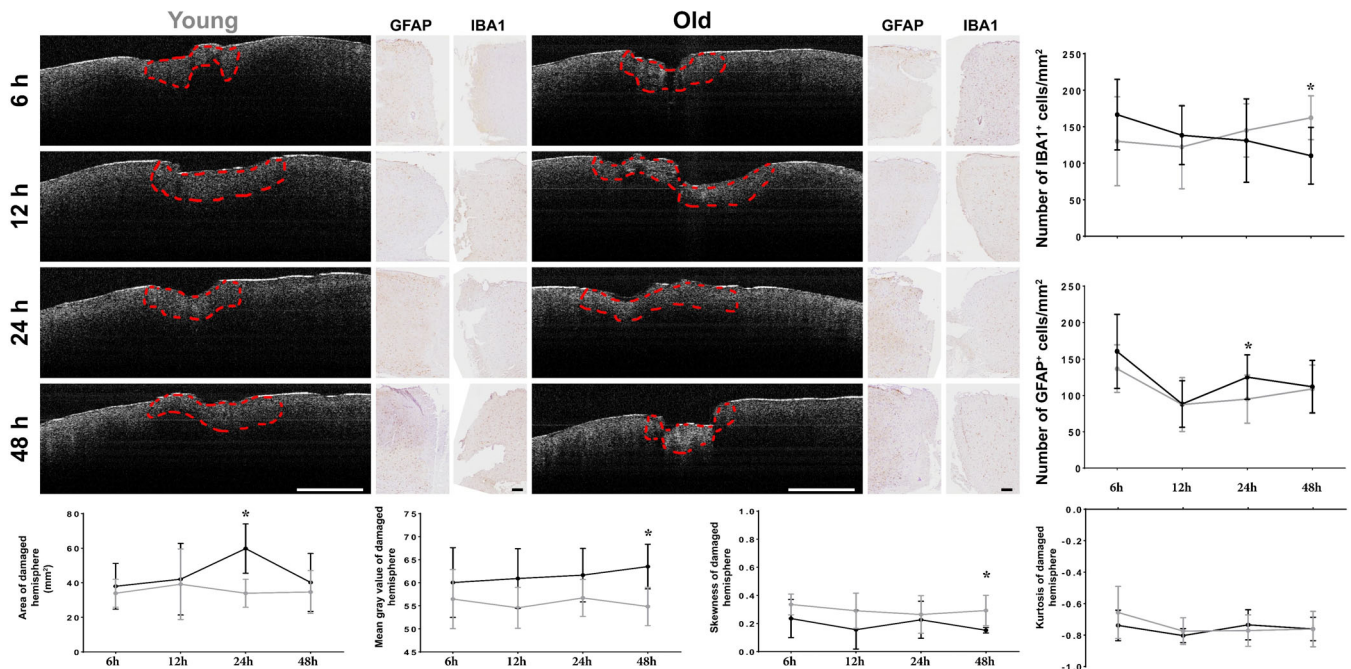 Young
Old
GFAP
IBA1
GFAP
IBA1
6 h
12 h
24 h
48 h
Number of IBA1+ cells/mm²
250
200
150
100
50
0
*
Number of GFAP+ cells/mm²
250
200
150
100
50
0
*
6h
12h
24h
48h
Area of damaged
hemisphere
(mm²)
80
60
40
20
0
*
6h
12h
24h
48h
Mean gray value of damaged
hemisphere
75
70
65
60
55
50
45
*
6h
12h
24h
48h
Skewness of damaged
hemisphere
1.0
0.8
0.6
0.4
0.2
0.0
*
6h
12h
24h
48h
Kurtosis of damaged
hemisphere
0.0
-0.2
-0.4
-0.6
-0.8
-1.0